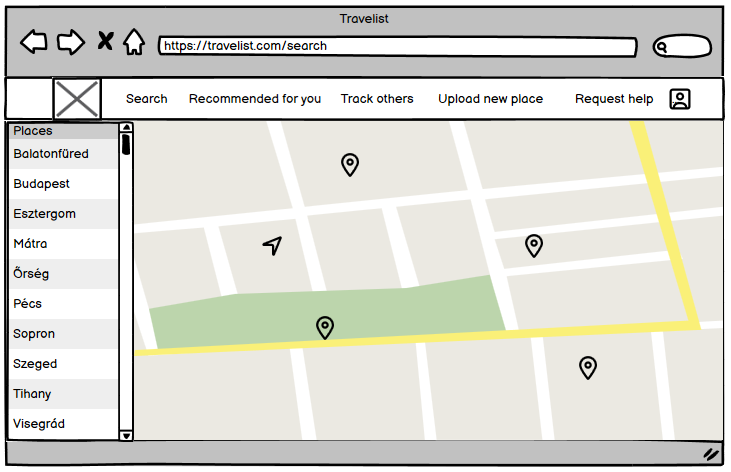 Travelist
https://travelist.com/search
Search Recommended for you Track others Upload new place Request help
Places
Balatonfüred
Budapest
Esztergom
Mátra
Őrség
Pécs
Sopron
Szeged
Tihany
Visegrád